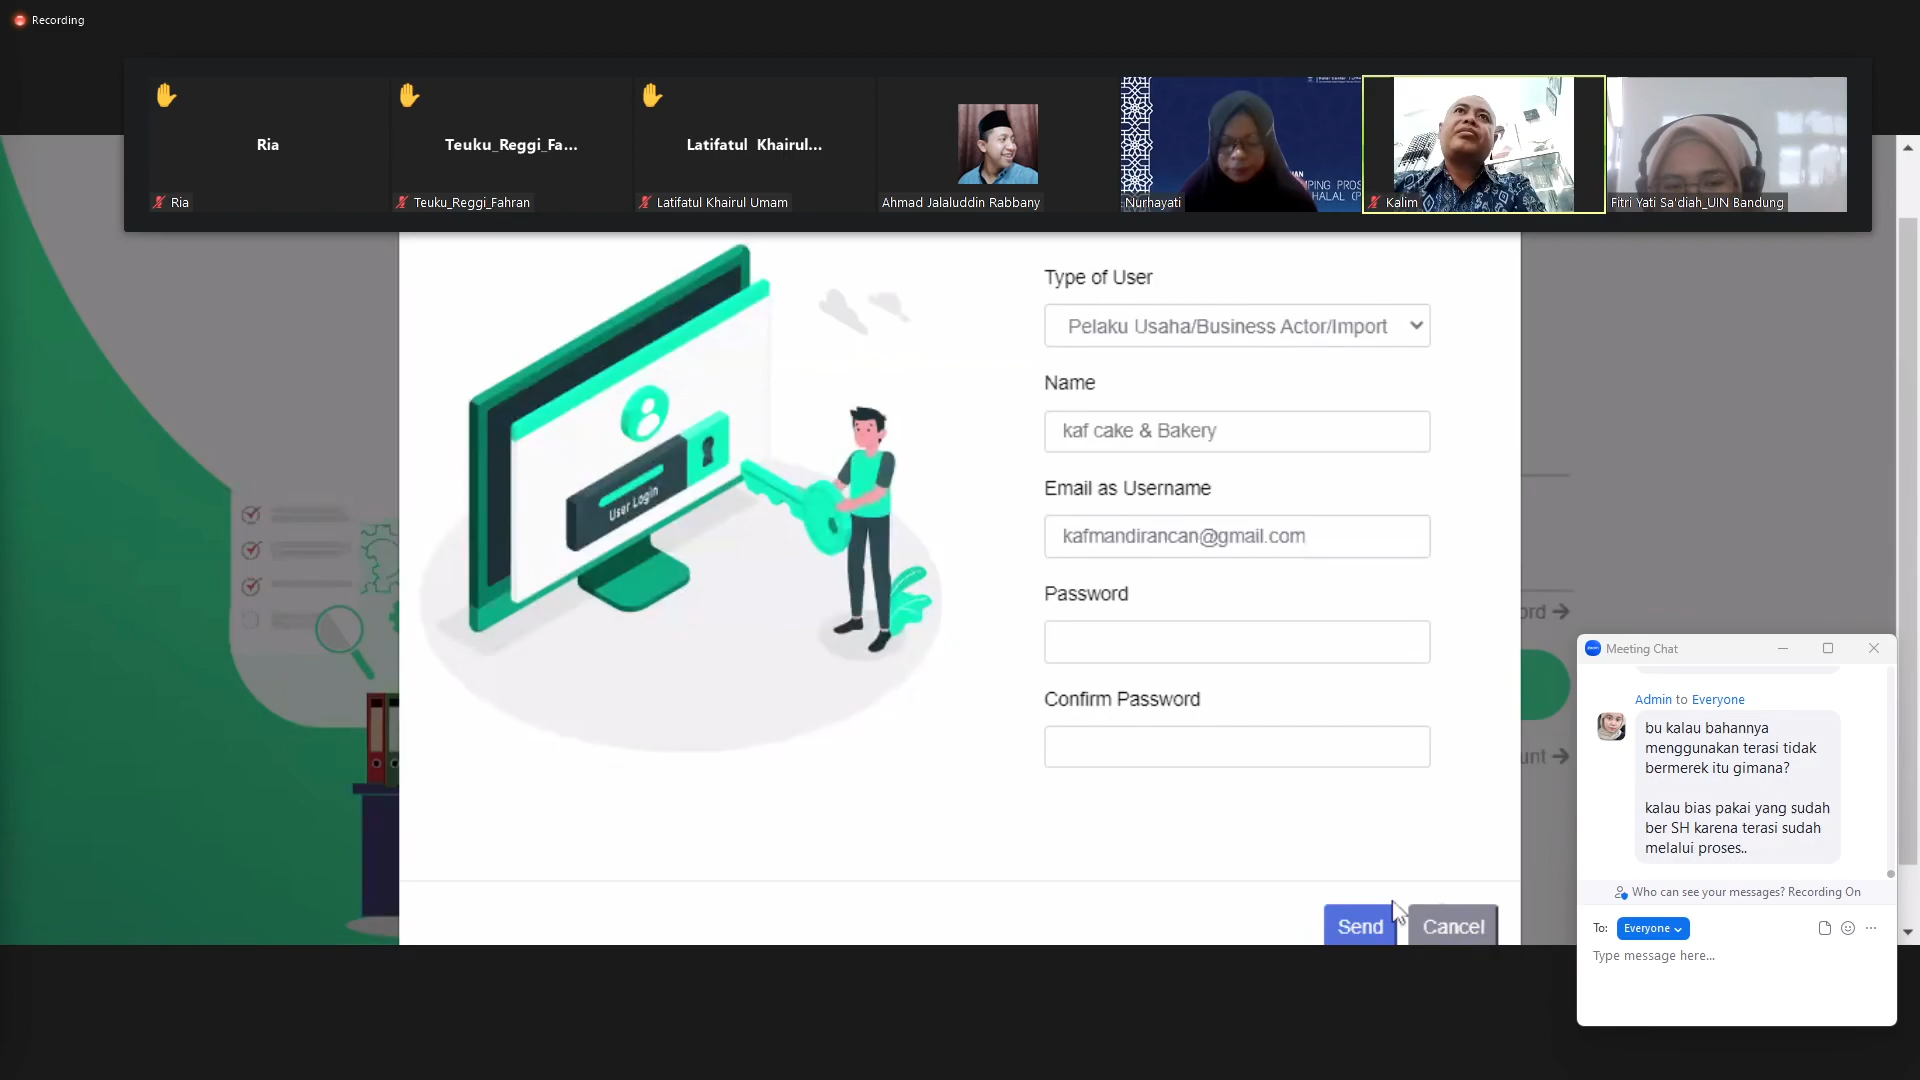 Recording
Ria
Teuku_Reggi_Fa...
Latifatul Khairul...
Ria
Teuku_Reggi_Fahran
Latifatul Khairul Umam
Ahmad Jalaluddin Rabbany
Nurhayati
Kalim
Fitri Yati Sa'diah_UIN Bandung
Type of User
Pelaku Usaha/Business Actor/Import
Name
kaf cake & Bakery
Email as Username
kafmandirancan@gmail.com
Password
Confirm Password
Send
Cancel
User Login
Meeting Chat
Admin to Everyone
bu kalau bahannya
menggunakan terasi tidak
bermerek itu gimana?
kalau bias pakai yang sudah
ber SH karena terasi sudah
melalui proses..
Who can see your messages? Recording On
To:
Everyone
Type message here...